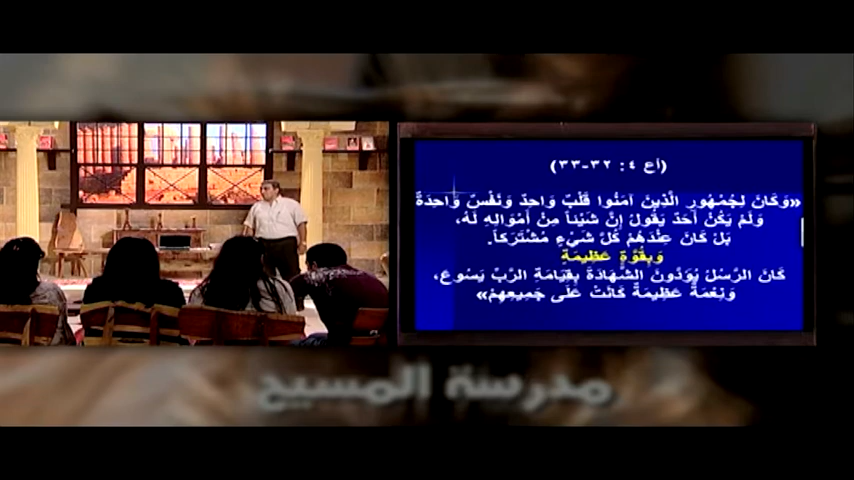 (أع ٤: ٣٢-٣٣)
«وَكَانَ لِجُمْهُورِ الَّذِينَ آمَنُوا قَلْبٌ وَاحِدٌ وَنَفْسٌ وَاحِدَةٌ
وَلَمْ يَكُنْ أَحَدٌ يَقُولُ إِنَّ شَيْئاً مِنْ أَمْوَالِهِ لَهُ،
بَلْ كَانَ عِنْدَهُمْ كُلُّ شَيْءٍ مُشْتَرَكاً.
وَبِقُوَّةٍ عَظِيمَةٍ
كَانَ الرُّسُلُ يُؤَدُّونَ الشَّهَادَةَ بِقِيَامَةِ الرَّبِّ يَسُوعَ،
وَنِعْمَةٌ عَظِيمَةٌ كَانَتْ عَلَى جَمِيعِهِمْ»
مدرسة المسيح